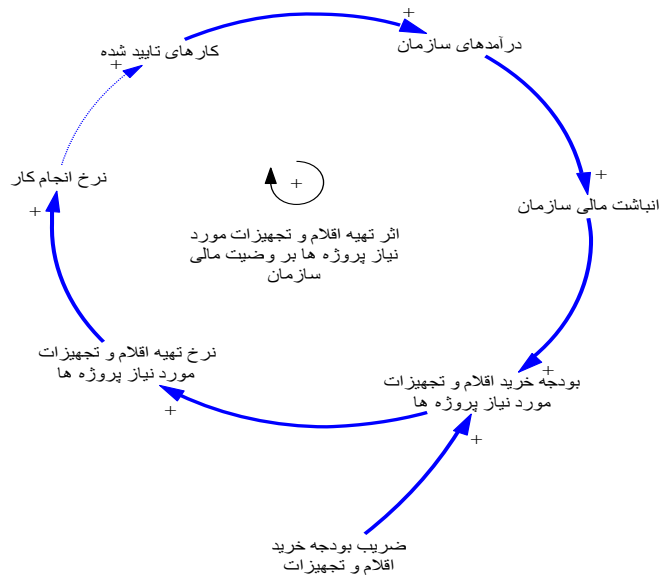 +
کارهای تایید شده
+
درآمدهای سازمان
+
نرخ انجام کار
+
+
انباشت مالی سازمان
+
اثر تهیه اقلام و تجهیزات مورد
نیاز پروژه ها بر وضیت مالی
سازمان
نرخ تهیه اقلام و تجهیزات
مورد نیاز پروژه ها
+
+
بودجه خرید اقلام و تجهیزات
مورد نیاز پروژه ها
+
ضریب بودجه خرید
اقلام و تجهیزات